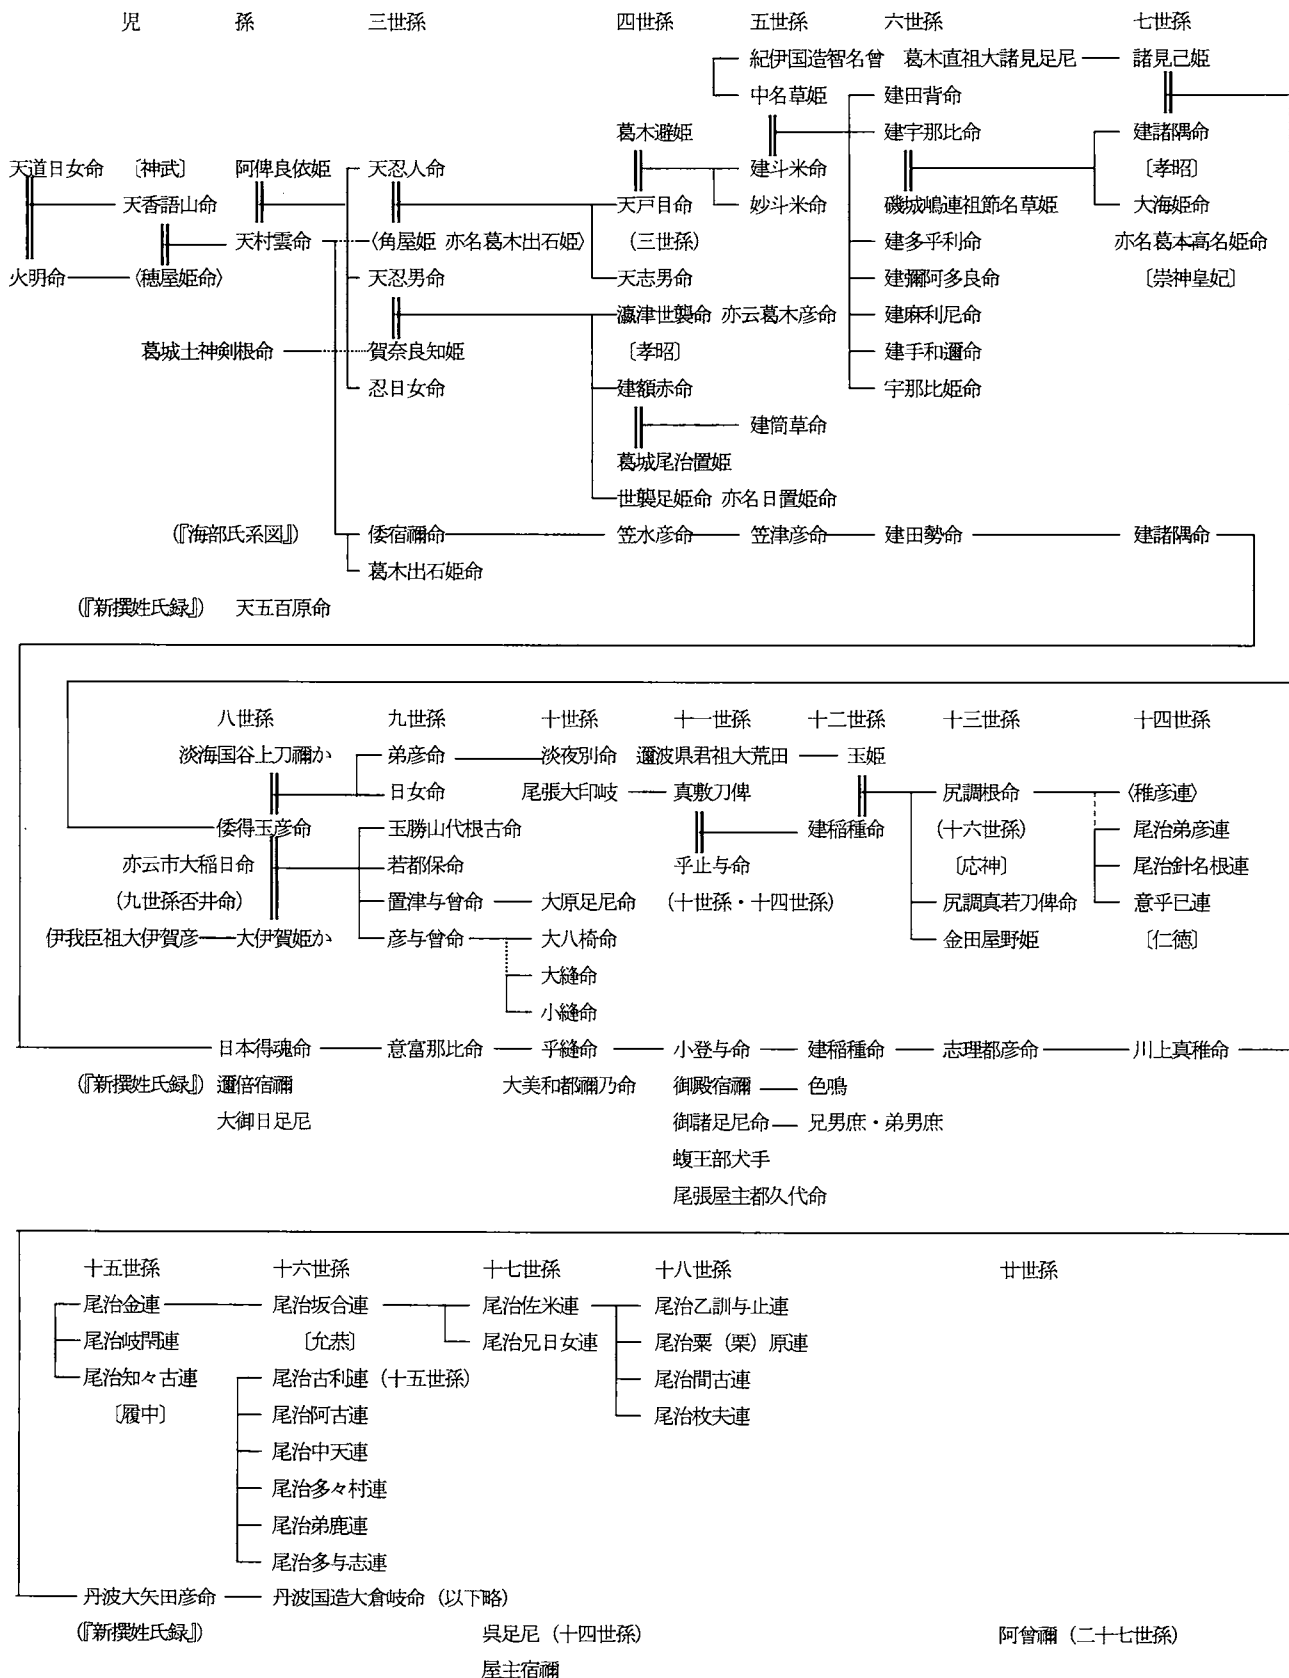 児 孫 三世孫 四世孫 五世孫 六世孫 七世孫
紀伊国造智名曾 葛木直祖大諸見足尼 諸見己姫
中名草姫 建田背命
葛木避姫 建宇那比命 建諸隅命
天道日女命 〔神武〕 阿俾良依姫 天忍人命 建斗米命 〔孝昭〕
天香語山命 天戸目命 妙斗米命 磯城嶋連祖節名草姫 大海姫命
天村雲命 〈角屋姫 亦名葛木出石姫〉 (三世孫) 建多乎利命 亦名葛木高名姫命
火明命 〈穂屋姫命〉 天忍男命 天志男命 建彌阿多良命 〔崇神皇妃〕
瀛津世襲命 亦云葛木彦命 建麻利尼命
葛城土神剣根命 賀奈良知姫 〔孝昭〕 建手和邇命
忍日女命 建額赤命 宇那比姫命
建筒草命
葛城尾治置姫
世襲足姫命 亦名日置姫命
(『海部氏系図』) 倭宿禰命 笠水彦命 笠津彦命 建田勢命 建諸隅命
葛木出石姫命
(『新撰姓氏録』) 天五百原命
八世孫 九世孫 十世孫 十一世孫 十二世孫 十三世孫 十四世孫
淡海国谷上刀禰か 弟彦命 淡夜別命 邇波県君祖大荒田 玉姫
日女命 尾張大印岐 真敷刀俾 尻調根命 〈稚彦連〉
倭得玉彦命 玉勝山代根古命 建稲種命 (十六世孫) 尾治弟彦連
亦云市大稲日命 若都保命 乎止与命 〔応神〕 尾治針名根連
(九世孫否井命) 置津与曾命 大原足尼命 (十世孫・十四世孫) 尻調真若刀俾命 意乎己連
伊我臣祖大伊賀彦 大伊賀姫か 彦与曾命 大八椅命 金田屋野姫 〔仁徳〕
大縫命
小縫命
日本得魂命 意富那比命 乎縫命 小登与命 建稲種命 志理都彦命 川上真稚命
(『新撰姓氏録』) 邇倍宿禰 大美和都禰乃命 御殿宿禰 色鳴
大御日足尼 御諸足尼命 兄男庶・弟男庶
蝮王部犬手
尾張屋主都久代命
十五世孫 十六世孫 十七世孫 十八世孫 廿世孫
尾治金連 尾治坂合連 尾治佐米連 尾治乙訓与止連
尾治岐閇連 〔允恭〕 尾治兄日女連 尾治粟（栗）原連
尾治知々古連 尾治古利連 (十五世孫) 尾治間古連
〔履中〕 尾治阿古連 尾治枚夫連
尾治中天連
尾治多々村連
尾治弟鹿連
尾治多与志連
丹波大矢田彦命 丹波国造大倉岐命 (以下略)
(『新撰姓氏録』) 呉足尼 (十四世孫) 阿曾禰 (二十七世孫)
屋主宿禰